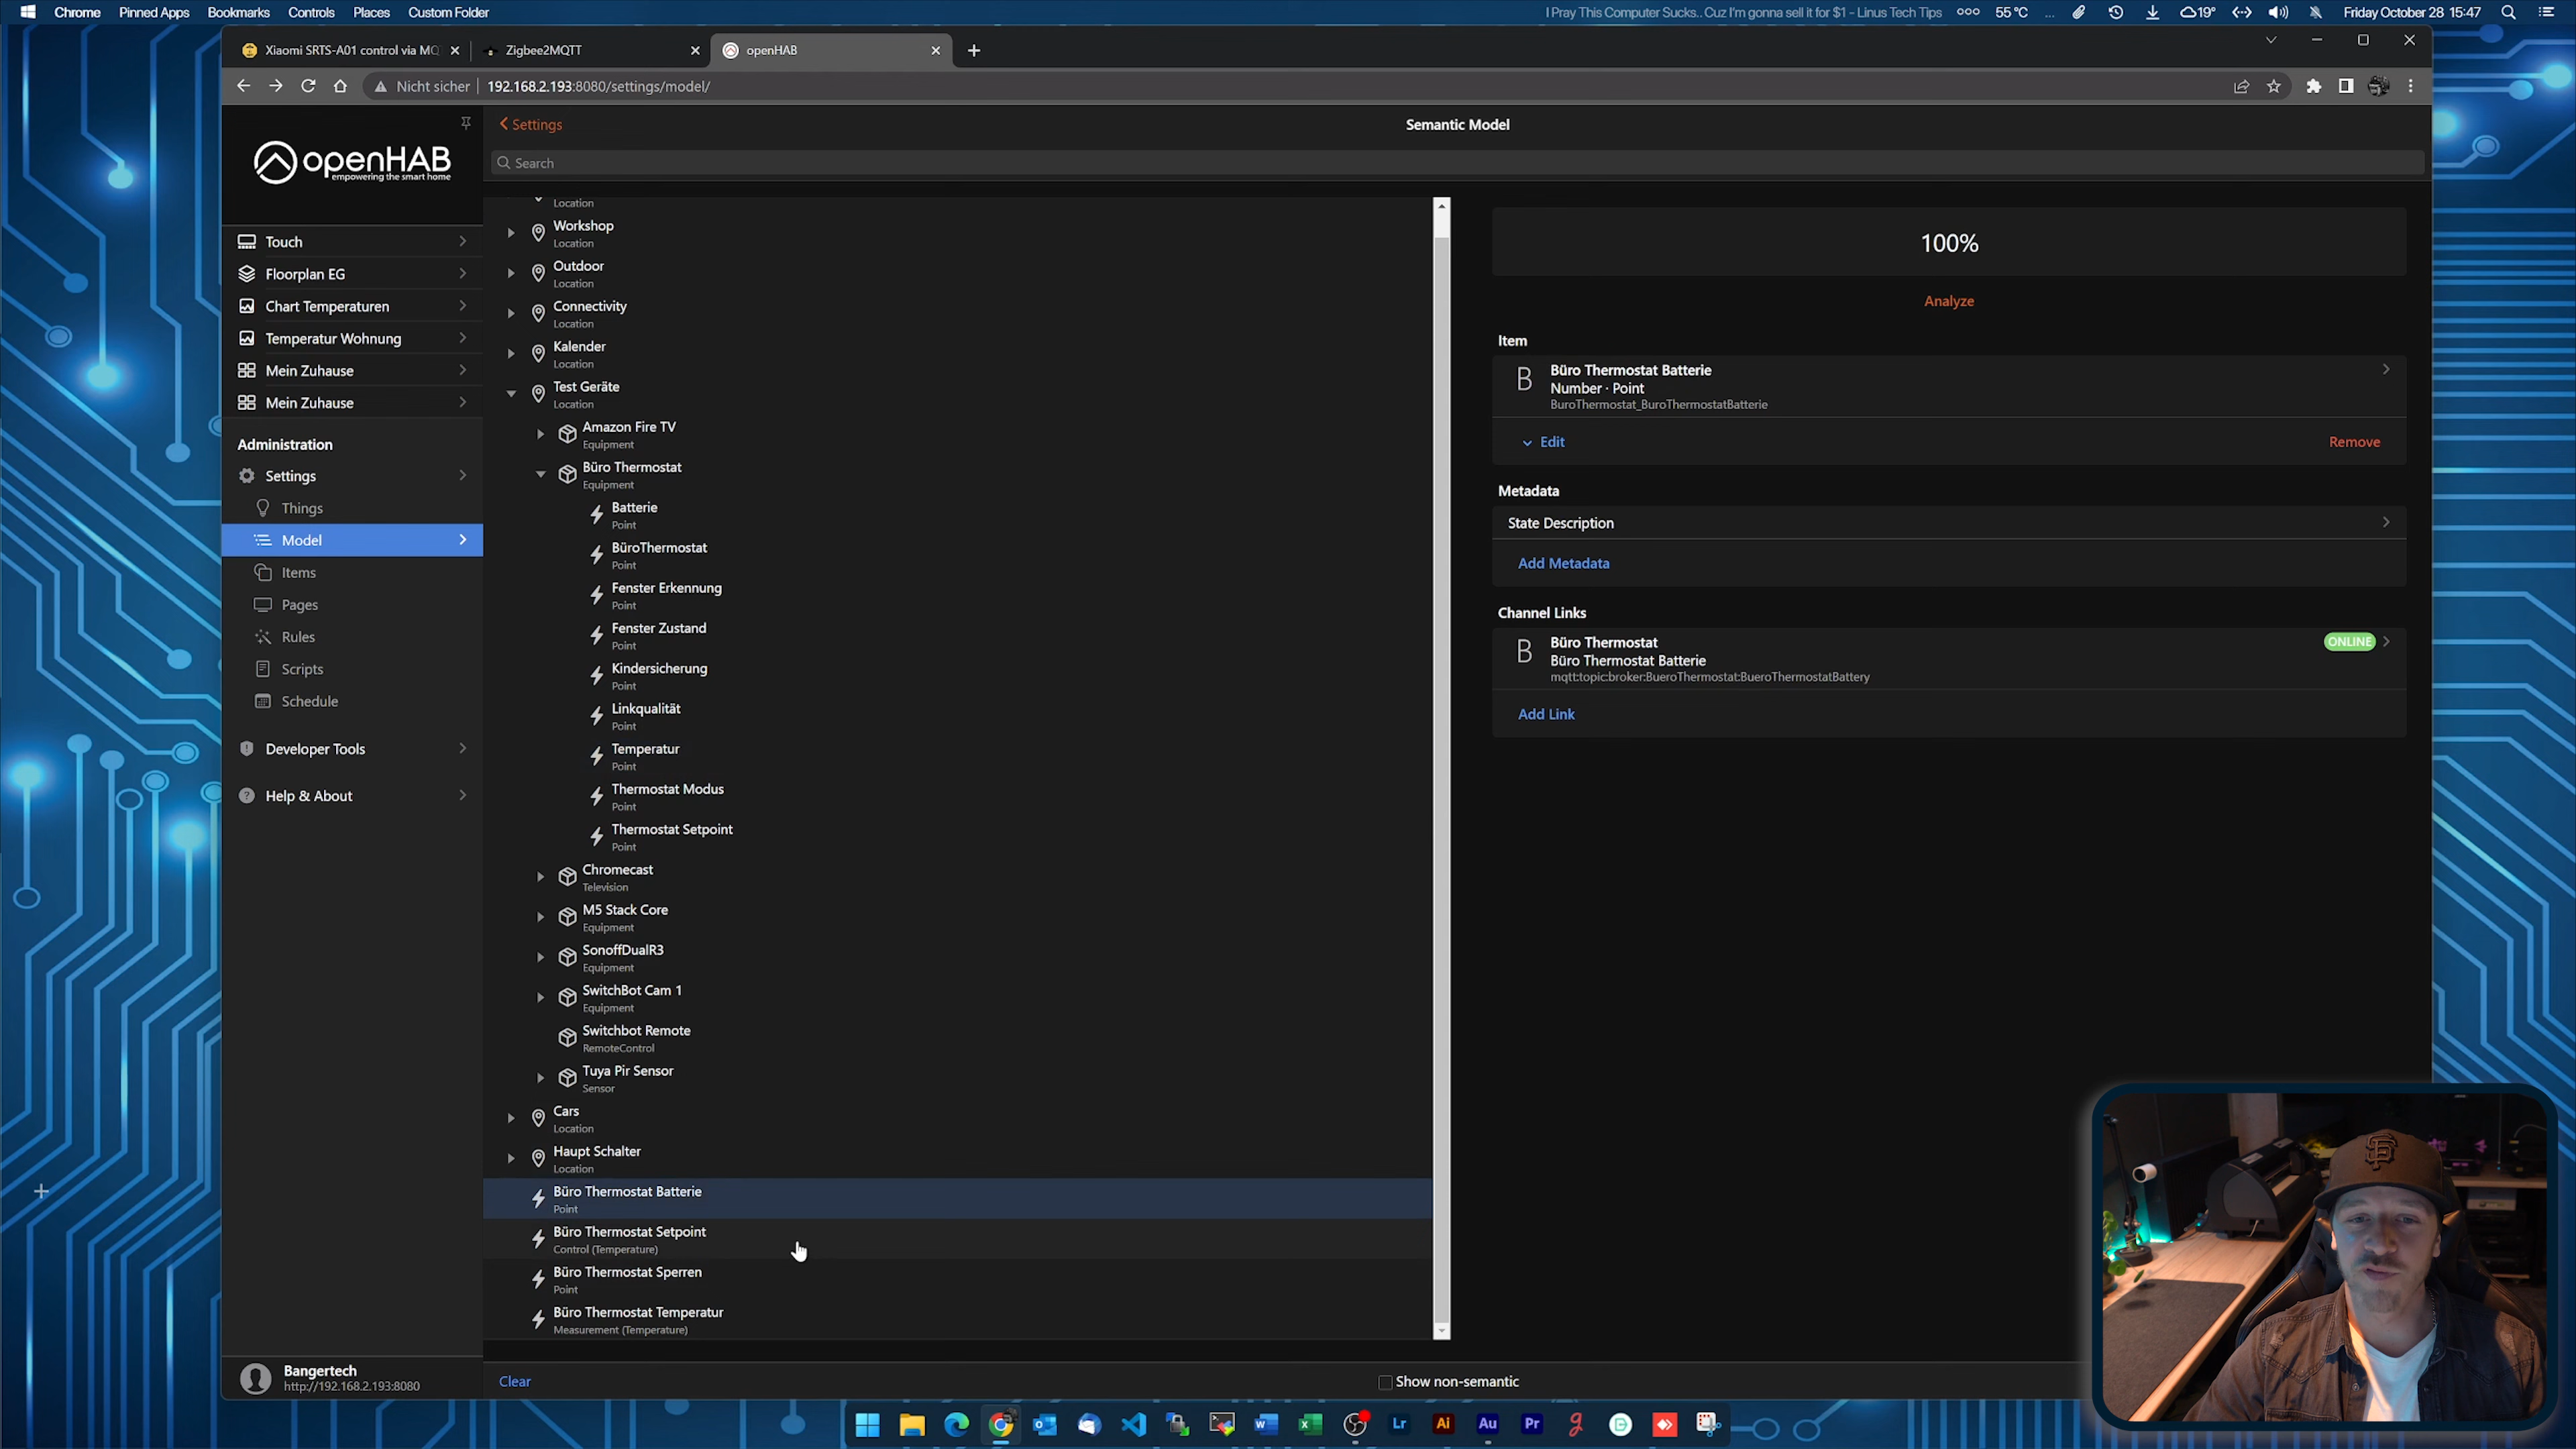 Chrome Pinned Apps Bookmarks Controls Places Custom Folder
I Pray This Computer Sucks.. Cuz I'm gonna sell it for $1 - Linus Tech Tips 55 °C ... 19° Friday October 28 15:47
Xiaomi SRTS-A01 control via MQ
Zigbee2MQTT
openHAB
Nicht sicher 192.168.2.193:8080/settings/model/
openHAB
empowering the smart home
Settings
Semantic Model
Search
Touch
Floorplan EG
Chart Temperaturen
Temperatur Wohnung
Mein Zuhause
Mein Zuhause
Administration
Settings
Things
Model
Items
Pages
Rules
Scripts
Schedule
Developer Tools
Help & About
Bangertech
http://192.168.2.193:8080
Location
Workshop
Location
Outdoor
Location
Connectivity
Location
Kalender
Location
Test Geräte
Location
Amazon Fire TV
Equipment
Büro Thermostat
Equipment
Batterie
Point
BüroThermostat
Point
Fenster Erkennung
Point
Fenster Zustand
Point
Kindersicherung
Point
Linkqualität
Point
Temperatur
Point
Thermostat Modus
Point
Thermostat Setpoint
Point
Chromecast
Television
M5 Stack Core
Equipment
SonoffDualR3
Equipment
SwitchBot Cam 1
Equipment
Switchbot Remote
RemoteControl
Tuya Pir Sensor
Sensor
Cars
Location
Haupt Schalter
Location
Büro Thermostat Batterie
Point
Büro Thermostat Setpoint
Control (Temperature)
Büro Thermostat Sperren
Point
Büro Thermostat Temperatur
Measurement (Temperature)
Clear
Show non-semantic
100%
Analyze
Item
B
Büro Thermostat Batterie
Number · Point
BuroThermostat_BuroThermostatBatterie
Edit Remove
Metadata
State Description
Add Metadata
Channel Links
B
Büro Thermostat
ONLINE
Büro Thermostat Batterie
mqtt:topic:broker:BueroThermostat:BueroThermostatBattery
Add Link
SF
Lr Ai Au Pr